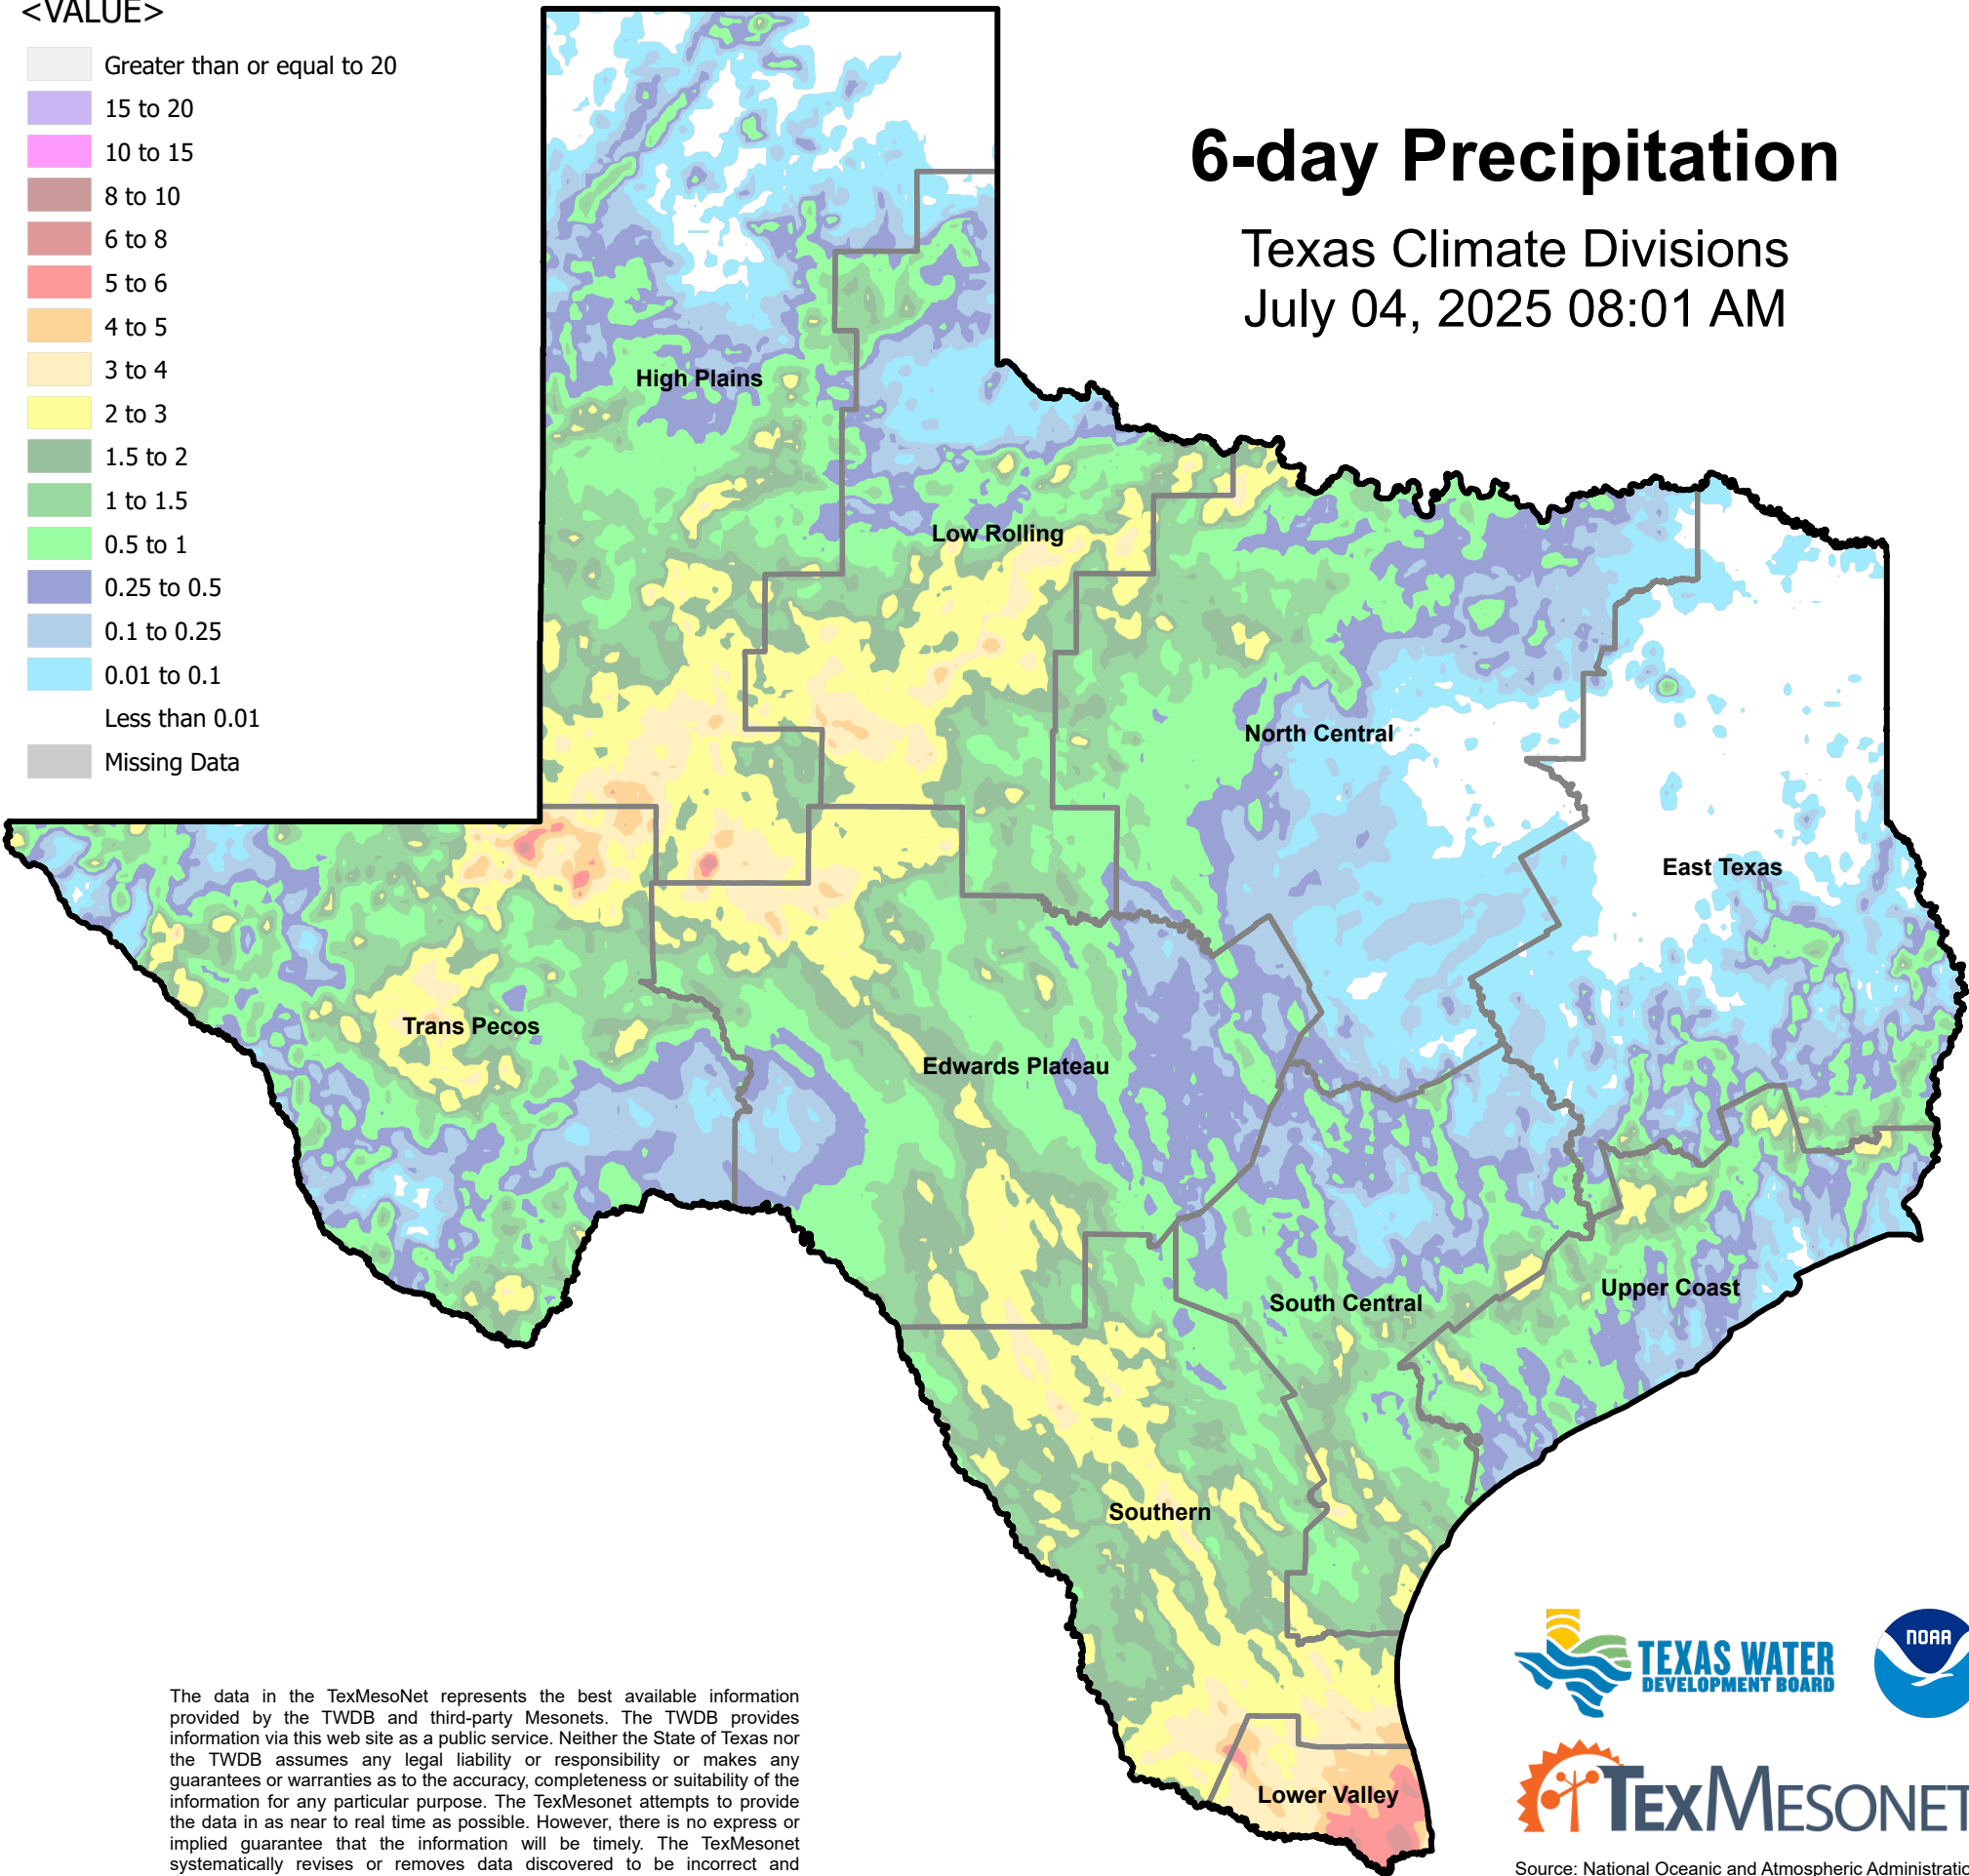 <VALUE>
Greater than or equal to 20
15 to 20
10 to 15
8 to 10
6 to 8
5 to 6
4 to 5
3 to 4
2 to 3
1.5 to 2
1 to 1.5
0.5 to 1
0.25 to 0.5
0.1 to 0.25
0.01 to 0.1
Less than 0.01
Missing Data
6-day Precipitation
Texas Climate Divisions
July 04, 2025 08:01 AM
High Plains
Low Rolling
North Central
East Texas
Trans Pecos
Edwards Plateau
South Central
Upper Coast
Southern
Lower Valley
The data in the TexMesoNet represents the best available information
provided by the TWDB and third-party Mesonets. The TWDB provides
information via this web site as a public service. Neither the State of Texas nor
the TWDB assumes any legal liability or responsibility or makes any
guarantees or warranties as to the accuracy, completeness or suitability of the
information for any particular purpose. The TexMesonet attempts to provide
the data in as near to real time as possible. However, there is no express or
implied guarantee that the information will be timely. The TexMesonet
systematically revises or removes data discovered to be incorrect and
TEXAS WATER
DEVELOPMENT BOARD
NOAA
TEXMESONET
Source: National Oceanic and Atmospheric Administratio